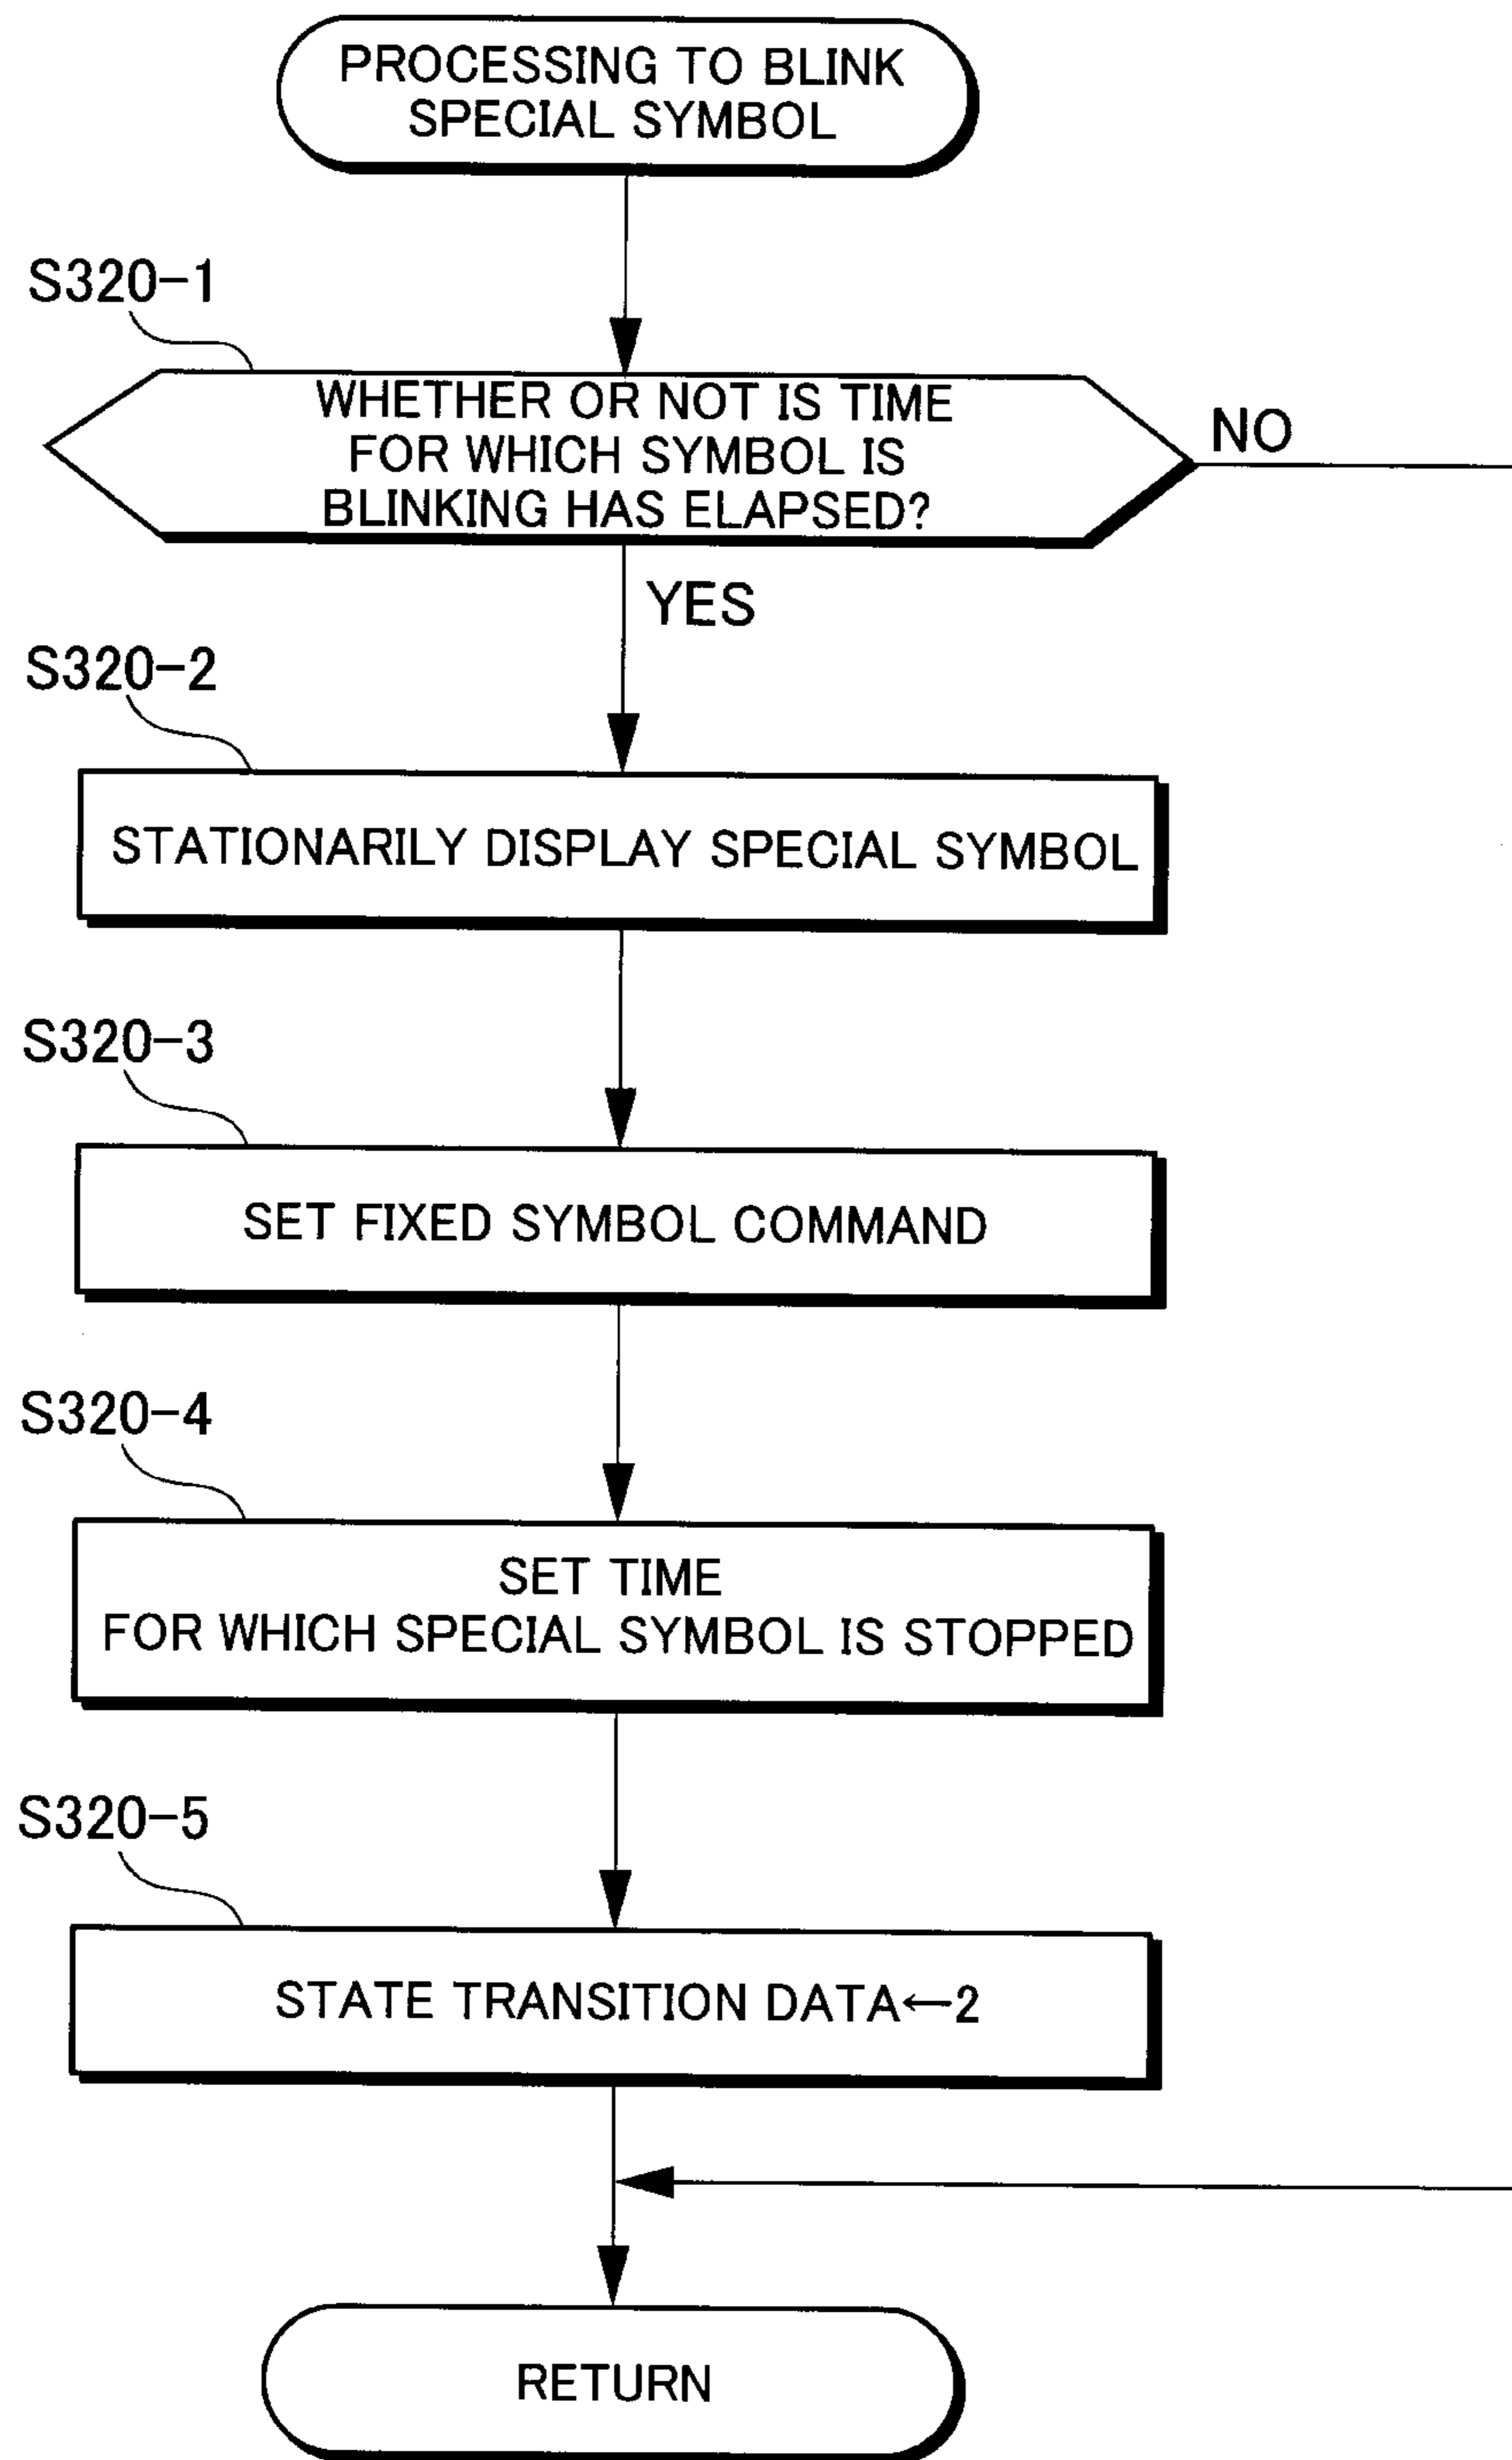 PROCESSING TO BLINK
SPECIAL SYMBOL
S320-1
WHETHER OR NOT IS TIME
FOR WHICH SYMBOL IS
BLINKING HAS ELAPSED?
NO
YES
S320-2
STATIONARILY DISPLAY SPECIAL SYMBOL
S320-3
SET FIXED SYMBOL COMMAND
S320-4
SET TIME
FOR WHICH SPECIAL SYMBOL IS STOPPED
S320-5
STATE TRANSITION DATA←2
RETURN